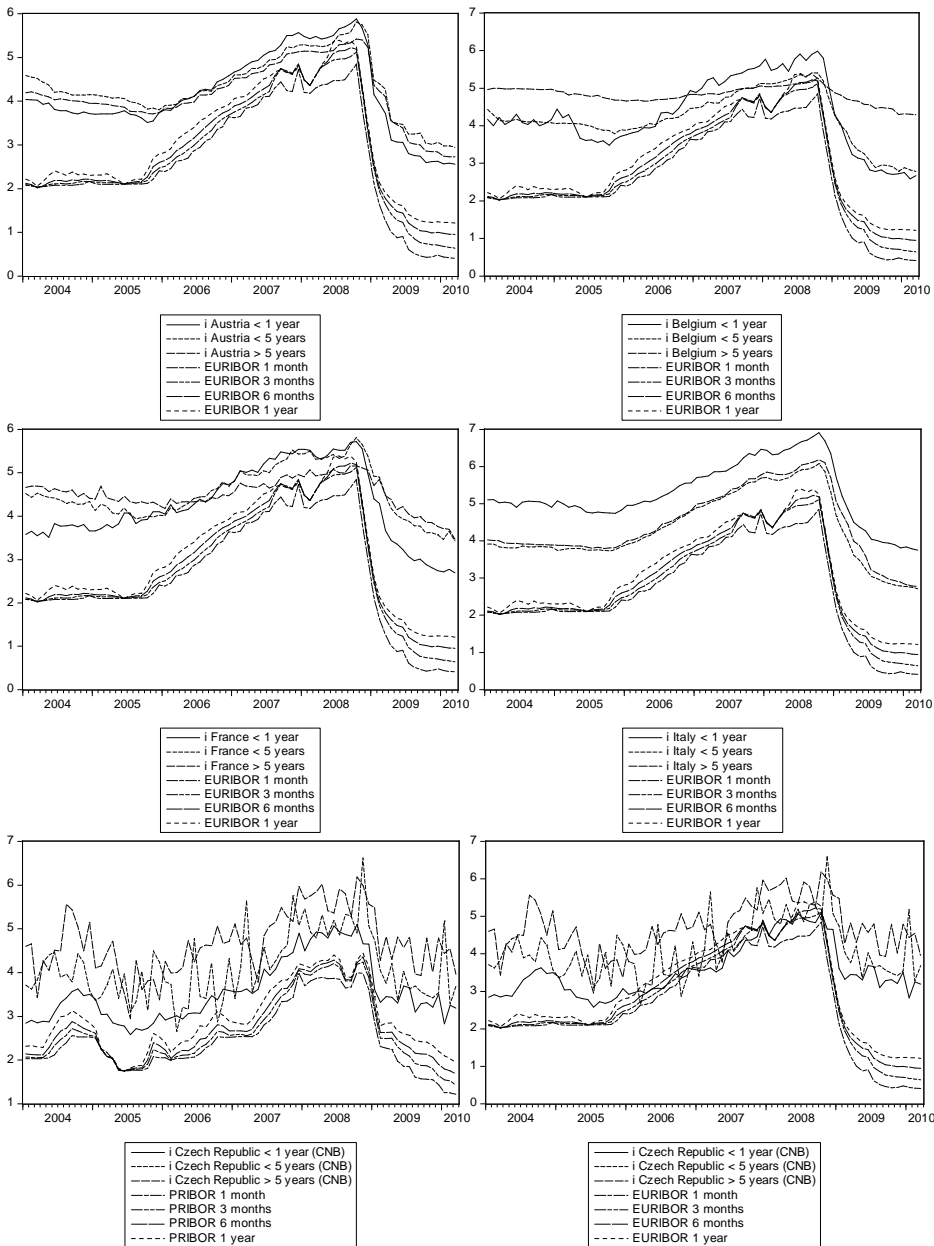 6
5
4
3
2
1
0
2004 2005 2006 2007 2008 2009 2010
i Austria < 1 year
i Austria < 5 years
i Austria > 5 years
EURIBOR 1 month
EURIBOR 3 months
EURIBOR 6 months
EURIBOR 1 year
7
6
5
4
3
2
1
0
2004 2005 2006 2007 2008 2009 2010
i Belgium < 1 year
i Belgium < 5 years
i Belgium > 5 years
EURIBOR 1 month
EURIBOR 3 months
EURIBOR 6 months
EURIBOR 1 year
6
5
4
3
2
1
0
2004 2005 2006 2007 2008 2009 2010
i France < 1 year
i France < 5 years
i France > 5 years
EURIBOR 1 month
EURIBOR 3 months
EURIBOR 6 months
EURIBOR 1 year
7
6
5
4
3
2
1
0
2004 2005 2006 2007 2008 2009 2010
i Italy < 1 year
i Italy < 5 years
i Italy > 5 years
EURIBOR 1 month
EURIBOR 3 months
EURIBOR 6 months
EURIBOR 1 year
7
6
5
4
3
2
1
2004 2005 2006 2007 2008 2009 2010
i Czech Republic < 1 year (CNB)
i Czech Republic < 5 years (CNB)
i Czech Republic > 5 years (CNB)
PRIBOR 1 month
PRIBOR 3 months
PRIBOR 6 months
PRIBOR 1 year
7
6
5
4
3
2
1
0
2004 2005 2006 2007 2008 2009 2010
i Czech Republic < 1 year (CNB)
i Czech Republic < 5 years (CNB)
i Czech Republic > 5 years (CNB)
EURIBOR 1 month
EURIBOR 3 months
EURIBOR 6 months
EURIBOR 1 year